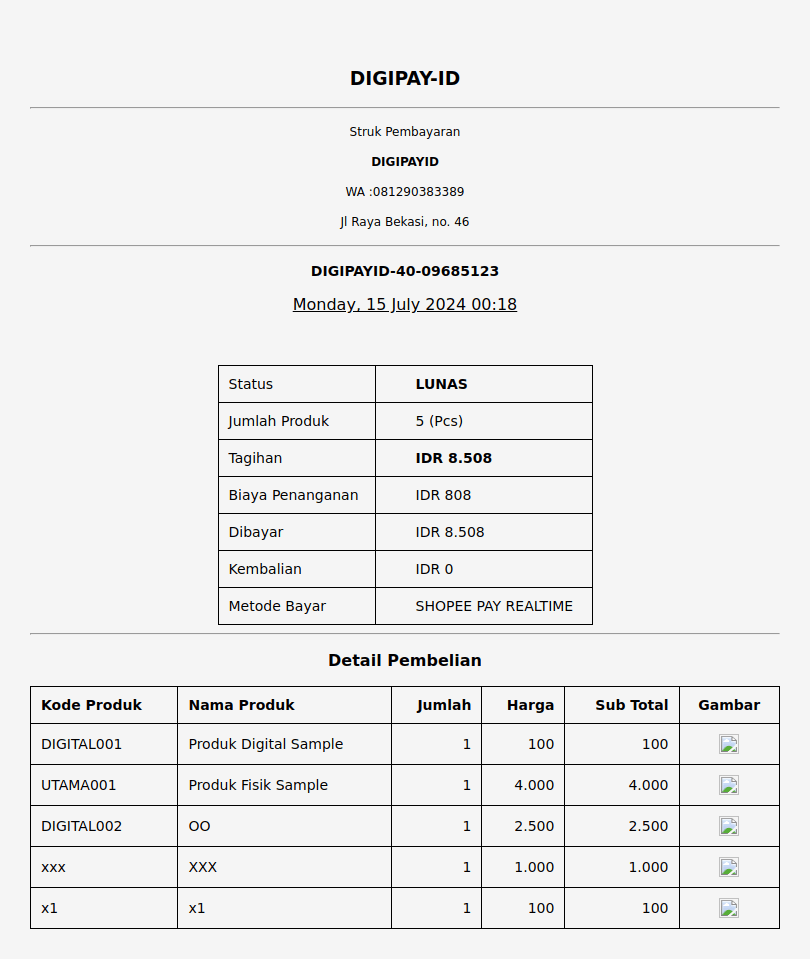 DIGIPAY-ID
Struk Pembayaran
DIGIPAYID
WA :081290383389
Jl Raya Bekasi, no. 46
DIGIPAYID-40-09685123
Monday, 15 July 2024 00:18
Status LUNAS
Jumlah Produk 5 (Pcs)
Tagihan IDR 8.508
Biaya Penanganan IDR 808
Dibayar IDR 8.508
Kembalian IDR 0
Metode Bayar SHOPEE PAY REALTIME
Detail Pembelian
Kode Produk Nama Produk Jumlah Harga Sub Total Gambar
DIGITAL001 Produk Digital Sample 1 100 100
UTAMA001 Produk Fisik Sample 1 4.000 4.000
DIGITAL002 OO 1 2.500 2.500
xxx XXX 1 1.000 1.000
x1 x1 1 100 100